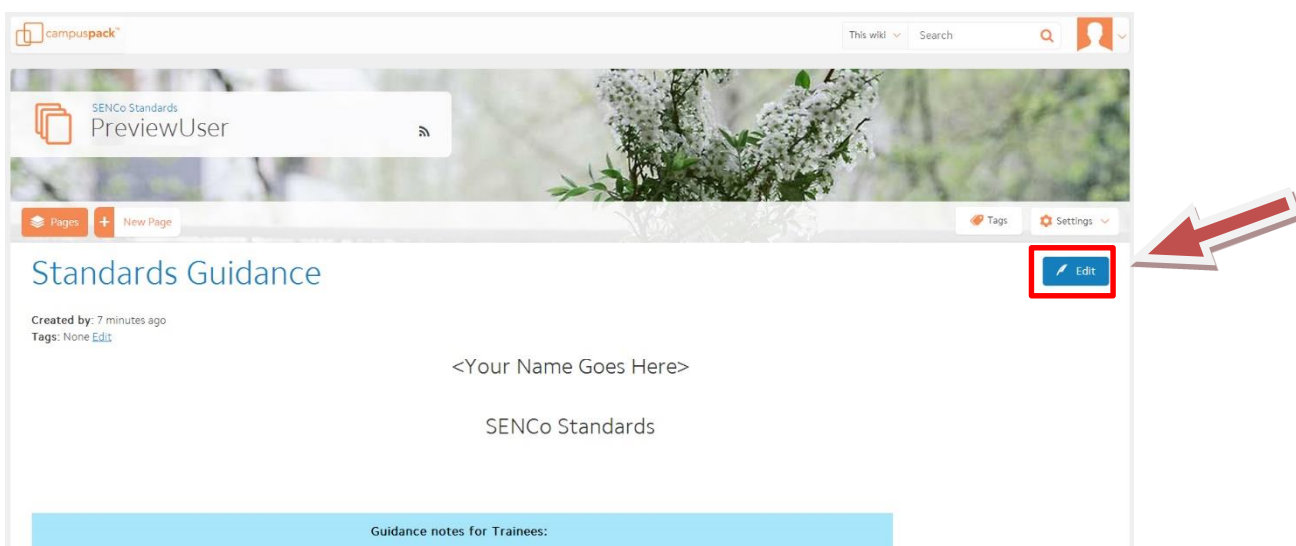 campuspack™
This wiki Search
SENCo Standards
PreviewUser
Pages + New Page
Tags Settings
Standards Guidance
Edit
Created by: 7 minutes ago
Tags: None Edit
<Your Name Goes Here>
SENCo Standards
Guidance notes for Trainees: